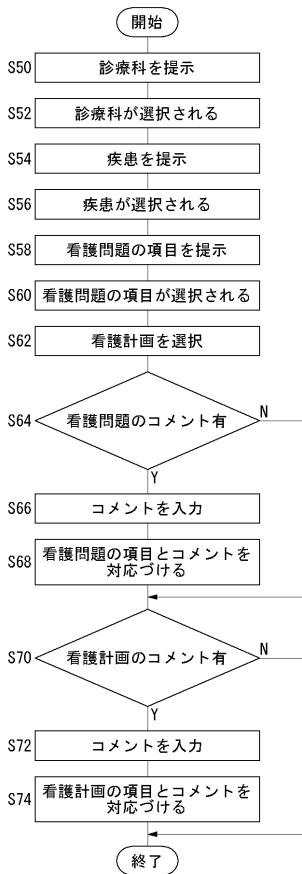 開始
S50 診療科を提示
S52 診療科が選択される
S54 疾患を提示
S56 疾患が選択される
S58 看護問題の項目を提示
S60 看護問題の項目が選択される
S62 看護計画を選択
S64 看護問題のコメント有 N
Y
S66 コメントを入力
S68 看護問題の項目とコメントを
対応づける
S70 看護計画のコメント有 N
Y
S72 コメントを入力
S74 看護計画の項目とコメントを
対応づける
終了